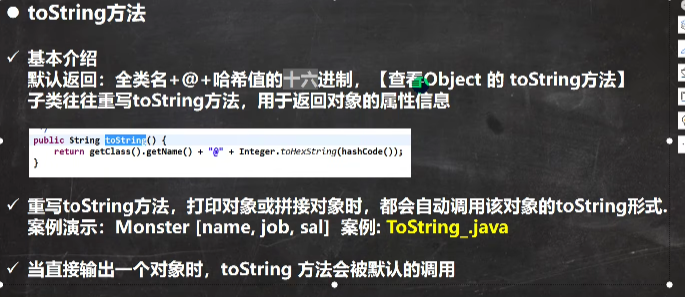 ● toString方法
✓ 基本介绍
默认返回：全类名+@+哈希值的十六进制，【查看Object 的 toString方法】
子类往往重写toString方法，用于返回对象的属性信息
public String toString() {
return getClass().getName() + "@" + Integer.toHexString(hashCode());
}
✓ 重写toString方法，打印对象或拼接对象时，都会自动调用该对象的toString形式.
案例演示：Monster [name, job, sal] 案例: ToString_.java
✓ 当直接输出一个对象时，toString 方法会被默认的调用